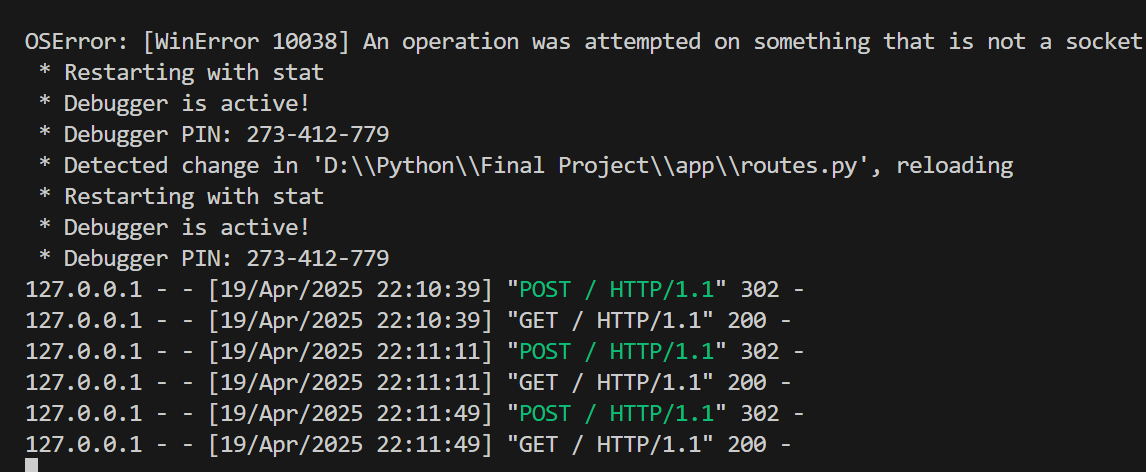 OSError: [WinError 10038] An operation was attempted on something that is not a socket
 * Restarting with stat
 * Debugger is active!
 * Debugger PIN: 273-412-779
 * Detected change in 'D:\\Python\\Final Project\\app\\routes.py', reloading
 * Restarting with stat
 * Debugger is active!
 * Debugger PIN: 273-412-779
127.0.0.1 - - [19/Apr/2025 22:10:39] "POST / HTTP/1.1" 302 -
127.0.0.1 - - [19/Apr/2025 22:10:39] "GET / HTTP/1.1" 200 -
127.0.0.1 - - [19/Apr/2025 22:11:11] "POST / HTTP/1.1" 302 -
127.0.0.1 - - [19/Apr/2025 22:11:11] "GET / HTTP/1.1" 200 -
127.0.0.1 - - [19/Apr/2025 22:11:49] "POST / HTTP/1.1" 302 -
127.0.0.1 - - [19/Apr/2025 22:11:49] "GET / HTTP/1.1" 200 -